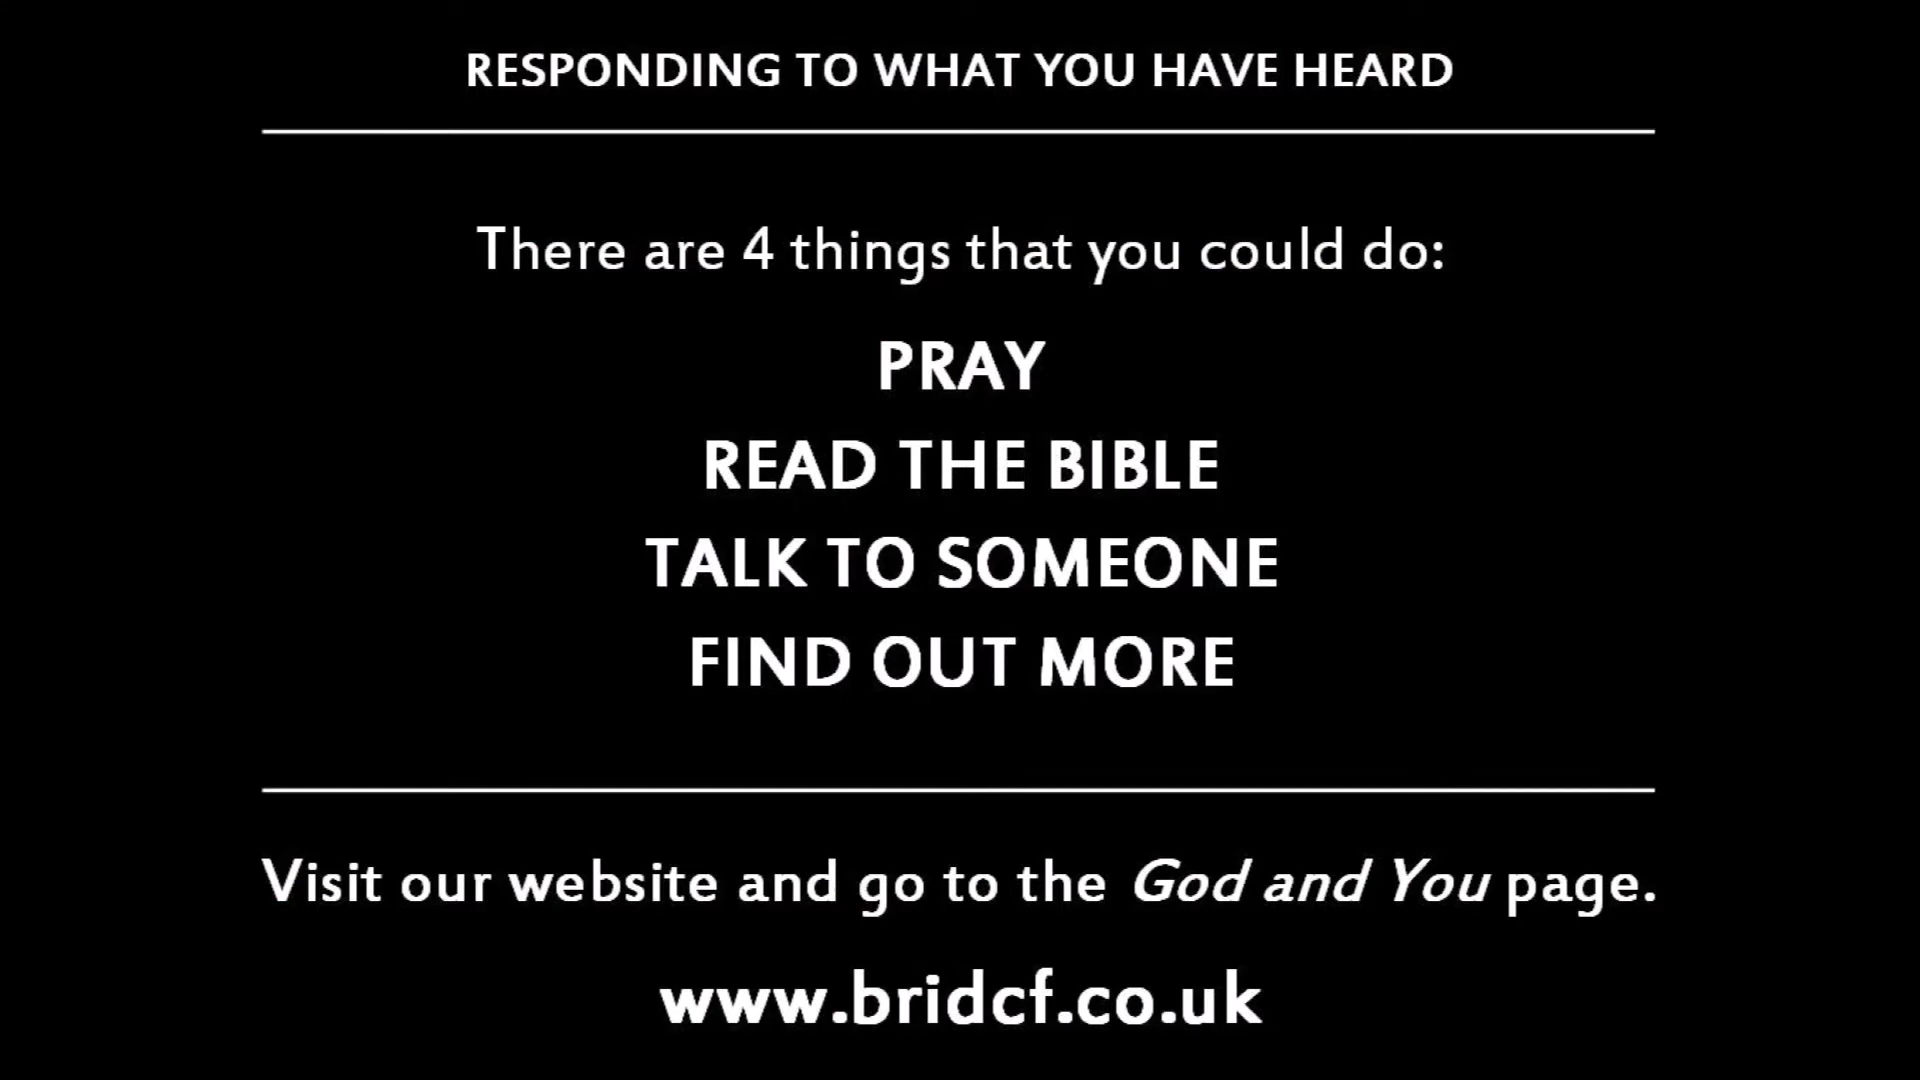 RESPONDING TO WHAT YOU HAVE HEARD
There are 4 things that you could do:
PRAY
READ THE BIBLE
TALK TO SOMEONE
FIND OUT MORE
Visit our website and go to the God and You page.
www.bridcf.co.uk